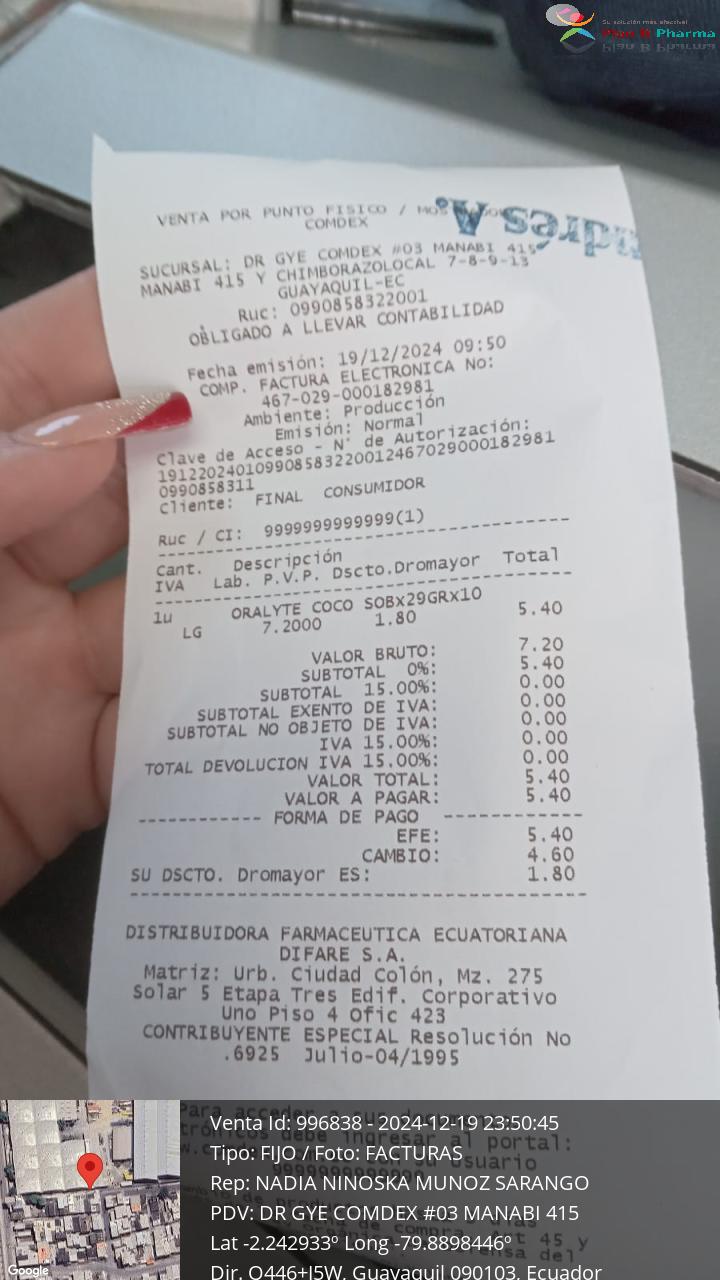 Su solución más efectiva!
Plan B Pharma
VENTA POR PUNTO FISICO /
COMDEX
ndrés A.
SUCURSAL: DR GYE COMDEX #03 MANABI 415
MANABI 415 Y CHIMBORAZOLOCAL 7-8-9-13
GUAYAQUIL-EC
Ruc: 0990858322001
OBLIGADO A LLEVAR CONTABILIDAD
Fecha emisión: 19/12/2024 09:50
COMP. FACTURA ELECTRONICA No:
467-029-000182981
Ambiente: Producción
Emisión: Normal
Clave de Acceso - N° de Autorización:
191220240109908583220012467029000182981
0990858311
Cliente: FINAL CONSUMIDOR
Ruc / CI: 9999999999999(1)
Cant. Descripción
IVA Lab. P.V.P. Dscto.Dromayor Total
1u ORALYTE COCO SOBX29GRX10
LG 7.2000 1.80 5.40
VALOR BRUTO: 7.20
SUBTOTAL 0%: 5.40
SUBTOTAL 15.00%: 0.00
SUBTOTAL EXENTO DE IVA: 0.00
SUBTOTAL NO OBJETO DE IVA: 0.00
IVA 15.00%: 0.00
TOTAL DEVOLUCION IVA 15.00%: 0.00
VALOR TOTAL: 5.40
VALOR A PAGAR: 5.40
------------ FORMA DE PAGO ------------
EFE: 5.40
CAMBIO: 4.60
SU DSCTO. Dromayor ES: 1.80
DISTRIBUIDORA FARMACEUTICA ECUATORIANA
DIFARE S.A.
Matriz: Urb. Ciudad Colón, Mz. 275
Solar 5 Etapa Tres Edif. Corporativo
Uno Piso 4 Ofic 423
CONTRIBUYENTE ESPECIAL Resolución No
.6925 Julio-04/1995
Venta Id: 996838 - 2024-12-19 23:50:45
Tipo: FIJO / Foto: FACTURAS
Rep: NADIA NINOSKA MUNOZ SARANGO
PDV: DR GYE COMDEX #03 MANABI 415
Lat -2.242933º Long -79.8898446º
Dir. Q446+J5W, Guayaquil 090103, Ecuador
Google